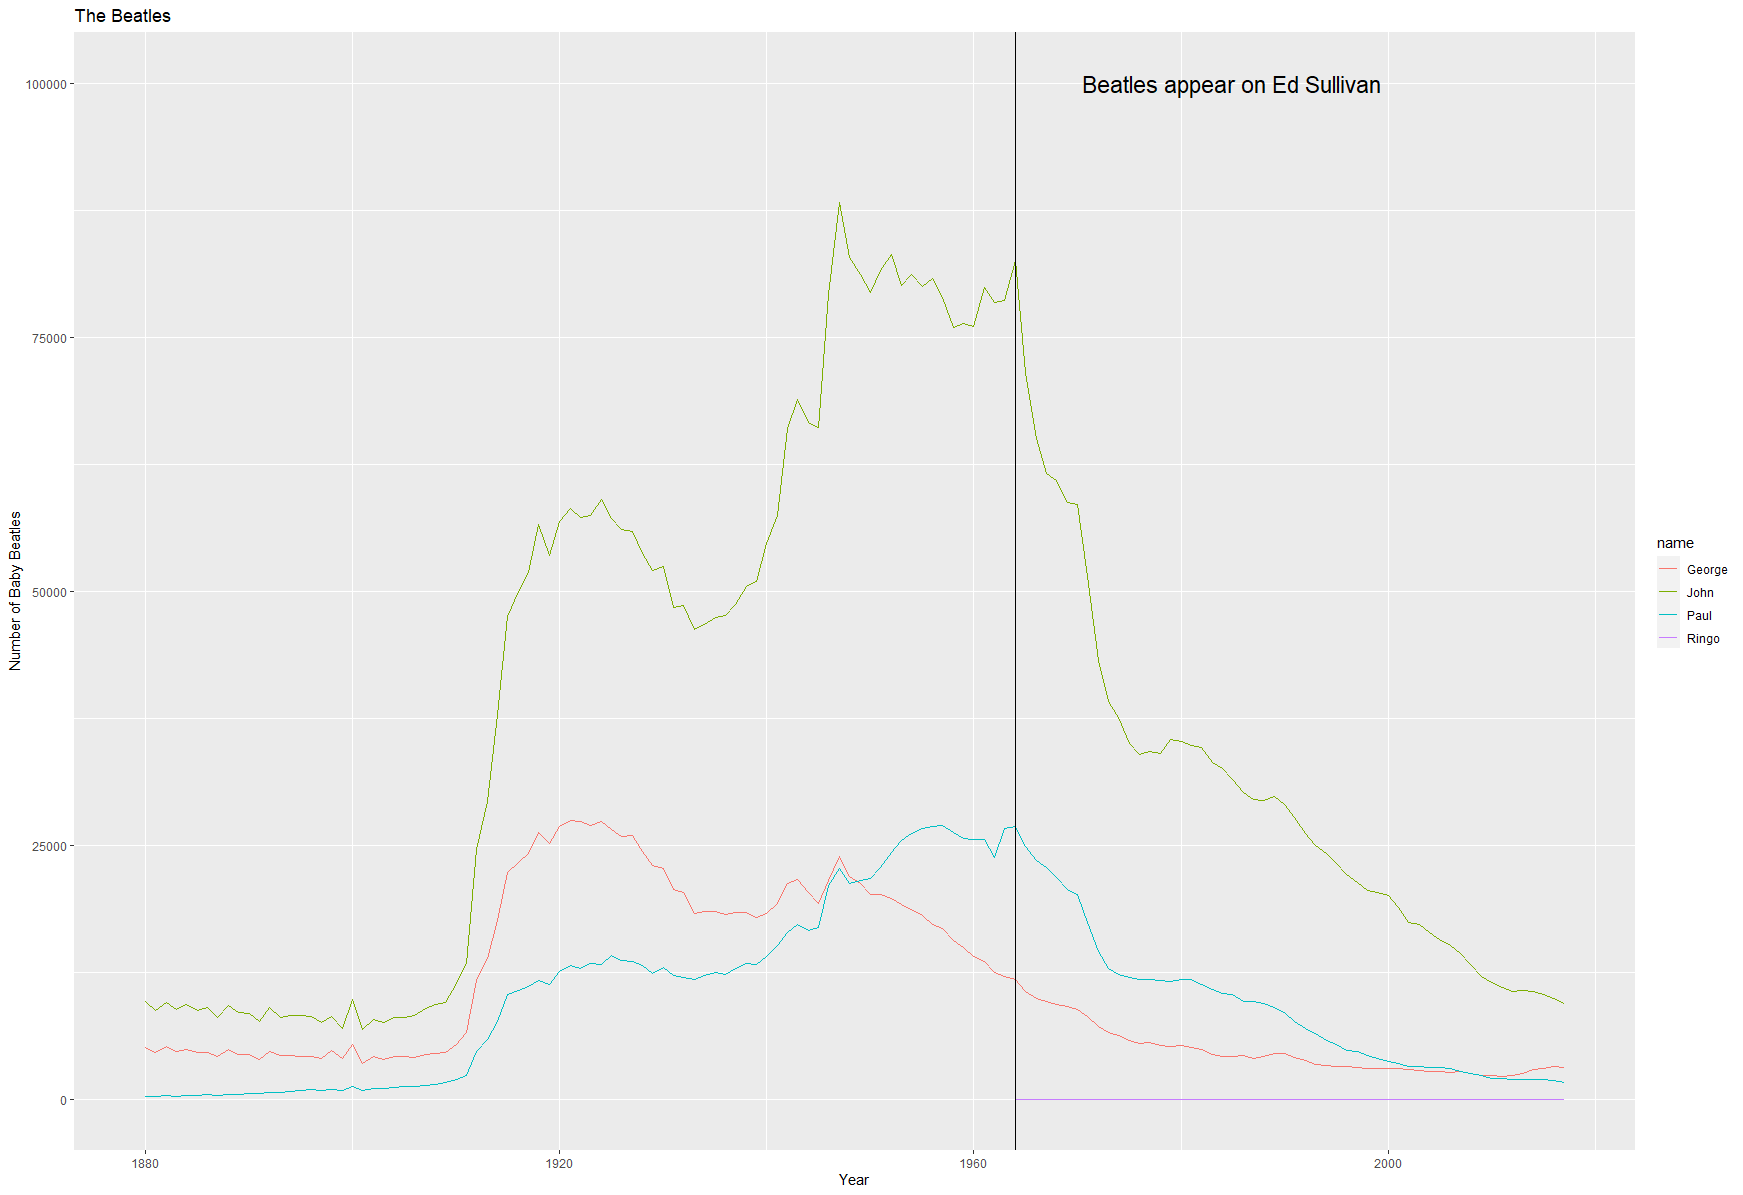 The Beatles
100000
75000
50000
25000
0
Number of Baby Beatles
Beatles appear on Ed Sullivan
1880
1920
1960
2000
Year
name
George
John
Paul
Ringo